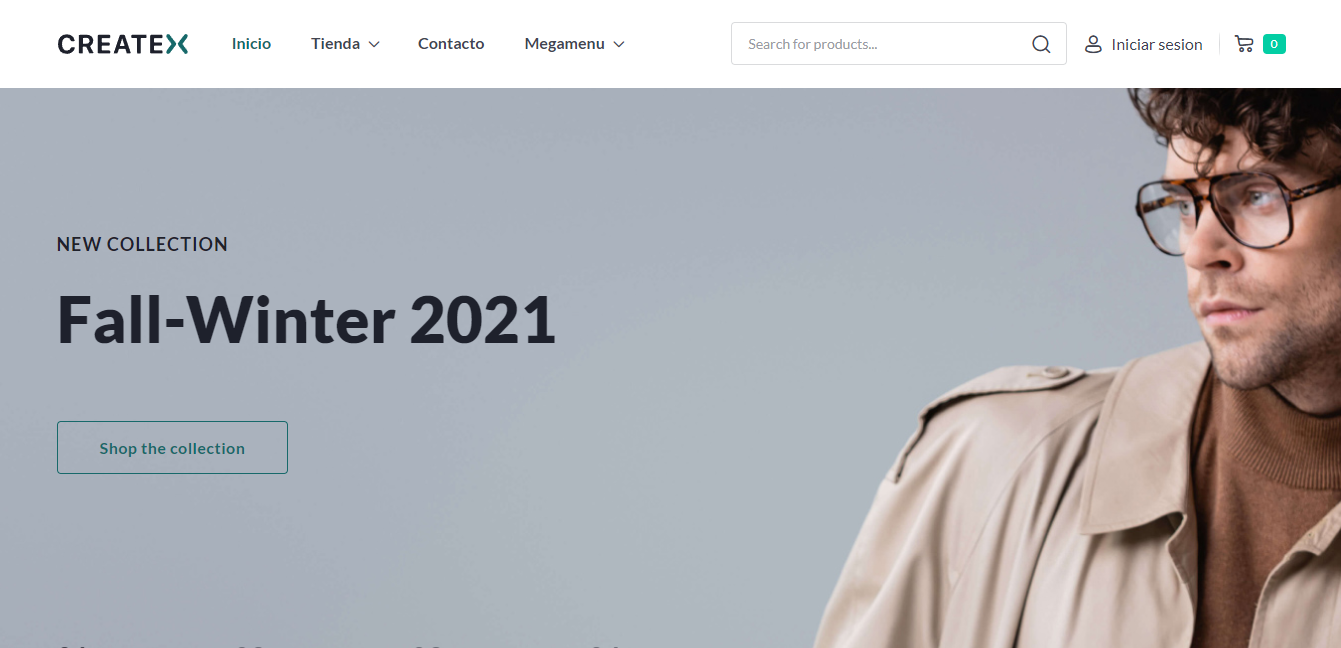 CREATEX
Inicio
Tienda
Contacto
Megamenu
Search for products...
Iniciar sesion
0
NEW COLLECTION
Fall-Winter 2021
Shop the collection